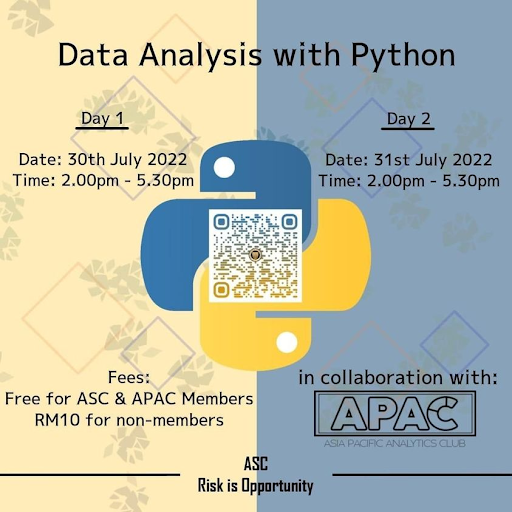 Data Analysis with Python
Day 1
Date: 30th July 2022
Time: 2.00pm - 5.30pm
Day 2
Date: 31st July 2022
Time: 2.00pm - 5.30pm
Fees:
Free for ASC & APAC Members
RM10 for non-members
in collaboration with:
APAC
ASIA PACIFIC ANALYTICS CLUB
ASC
Risk is Opportunity